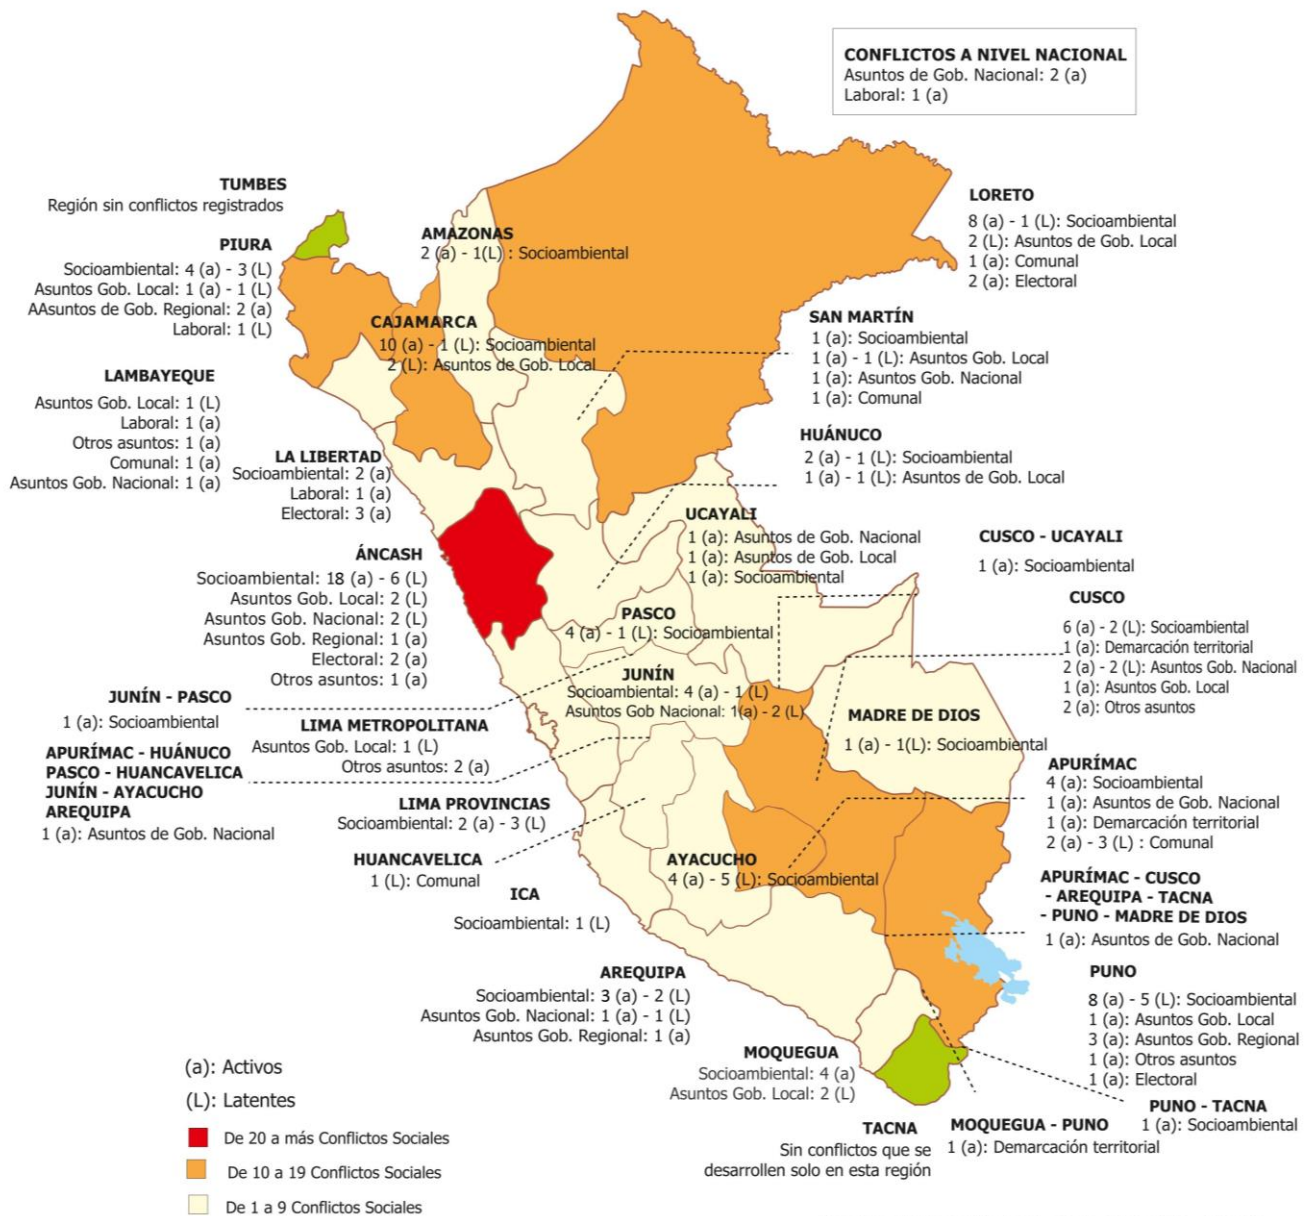 CONFLICTOS A NIVEL NACIONAL
Asuntos de Gob. Nacional: 2 (a)
Laboral: 1 (a)
TUMBES
Región sin conflictos registrados
PIURA
Socioambiental: 4 (a) - 3 (L)
Asuntos Gob. Local: 1 (a) - 1 (L)
AAsuntos de Gob. Regional: 2 (a)
Laboral: 1 (L)
AMAZONAS
2 (a) - 1(L) : Socioambiental
LORETO
8 (a) - 1 (L): Socioambiental
2 (L): Asuntos de Gob. Local
1 (a): Comunal
2 (a): Electoral
CAJAMARCA
10 (a) - 1 (L): Socioambiental
2 (L): Asuntos de Gob. Local
SAN MARTÍN
1 (a): Socioambiental
1 (a) - 1 (L): Asuntos Gob. Local
1 (a): Asuntos Gob. Nacional
1 (a): Comunal
LAMBAYEQUE
Asuntos Gob. Local: 1 (L)
Laboral: 1 (a)
Otros asuntos: 1 (a)
Comunal: 1 (a)
Asuntos Gob. Nacional: 1 (a)
HUÁNUCO
2 (a) - 1 (L): Socioambiental
1 (a) - 1 (L): Asuntos de Gob. Local
LA LIBERTAD
Socioambiental: 2 (a)
Laboral: 1 (a)
Electoral: 3 (a)
UCAYALI
1 (a): Asuntos de Gob. Nacional
1 (a): Asuntos de Gob. Local
1 (a): Socioambiental
CUSCO - UCAYALI
1 (a): Socioambiental
ÁNCASH
Socioambiental: 18 (a) - 6 (L)
Asuntos Gob. Local: 2 (L)
Asuntos Gob. Nacional: 2 (L)
Asuntos Gob. Regional: 1 (a)
Electoral: 2 (a)
Otros asuntos: 1 (a)
CUSCO
6 (a) - 2 (L): Socioambiental
1 (a): Demarcación territorial
2 (a) - 2 (L): Asuntos Gob. Nacional
1 (a): Asuntos Gob. Local
2 (a): Otros asuntos
PASCO
4 (a) - 1 (L): Socioambiental
JUNÍN
Socioambiental: 4 (a) - 1 (L)
Asuntos Gob Nacional: 1(a) - 2 (L)
JUNÍN - PASCO
1 (a): Socioambiental
LIMA METROPOLITANA
Asuntos Gob. Local: 1 (L)
Otros asuntos: 2 (a)
MADRE DE DIOS
1 (a) - 1(L): Socioambiental
APURÍMAC - HUÁNUCO
PASCO - HUANCAVELICA
JUNÍN - AYACUCHO
AREQUIPA
1 (a): Asuntos de Gob. Nacional
APURÍMAC
4 (a): Socioambiental
1 (a): Asuntos de Gob. Nacional
1 (a): Demarcación territorial
2 (a) - 3 (L) : Comunal
LIMA PROVINCIAS
Socioambiental: 2 (a) - 3 (L)
HUANCAVELICA
1 (L): Comunal
AYACUCHO
4 (a) - 5 (L): Socioambiental
APURÍMAC - CUSCO
- AREQUIPA - TACNA
- PUNO - MADRE DE DIOS
1 (a): Asuntos de Gob. Nacional
ICA
Socioambiental: 1 (L)
AREQUIPA
Socioambiental: 3 (a) - 2 (L)
Asuntos Gob. Nacional: 1 (a) - 1 (L)
Asuntos Gob. Regional: 1 (a)
PUNO
8 (a) - 5 (L): Socioambiental
1 (a): Asuntos Gob. Local
3 (a): Asuntos Gob. Regional
1 (a): Otros asuntos
1 (a): Electoral
MOQUEGUA
Socioambiental: 4 (a)
Asuntos Gob. Local: 2 (L)
PUNO - TACNA
1 (a): Socioambiental
TACNA
Sin conflictos que se
desarrollen solo en esta región
MOQUEGUA - PUNO
1 (a): Demarcación territorial
(a): Activos
(L): Latentes
De 20 a más Conflictos Sociales
De 10 a 19 Conflictos Sociales
De 1 a 9 Conflictos Sociales